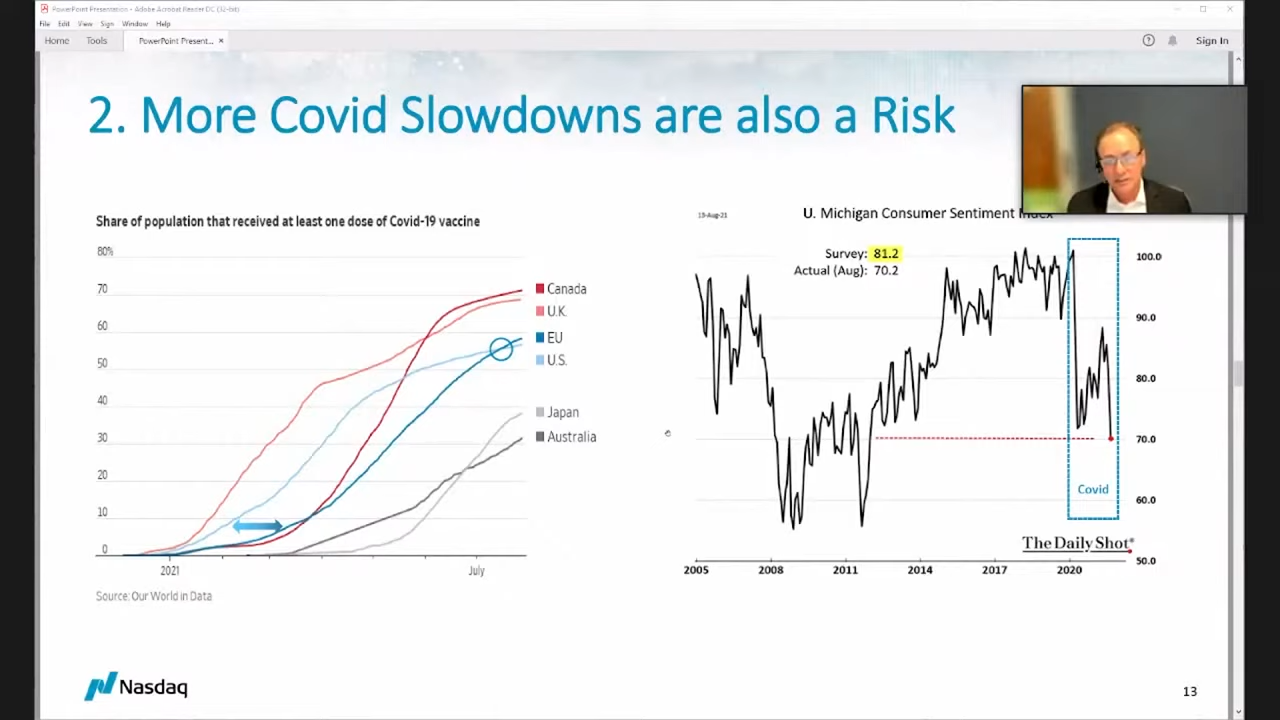 PowerPoint Presentation - Adobe Acrobat Reader DC (32-bit)
File Edit View Sign Window Help
Home Tools PowerPoint Present... × Sign In
2. More Covid Slowdowns are also a Risk
Share of population that received at least one dose of Covid-19 vaccine
80%
70
60
50
40
30
20
10
0
2021 July
Canada
U.K.
EU
U.S.
Japan
Australia
Source: Our World in Data
13-Aug-21
U. Michigan Consumer Sentiment Index
Survey: 81.2
Actual (Aug): 70.2
100.0
90.0
80.0
70.0
60.0
50.0
Covid
The Daily Shot
2005 2008 2011 2014 2017 2020
Nasdaq
13